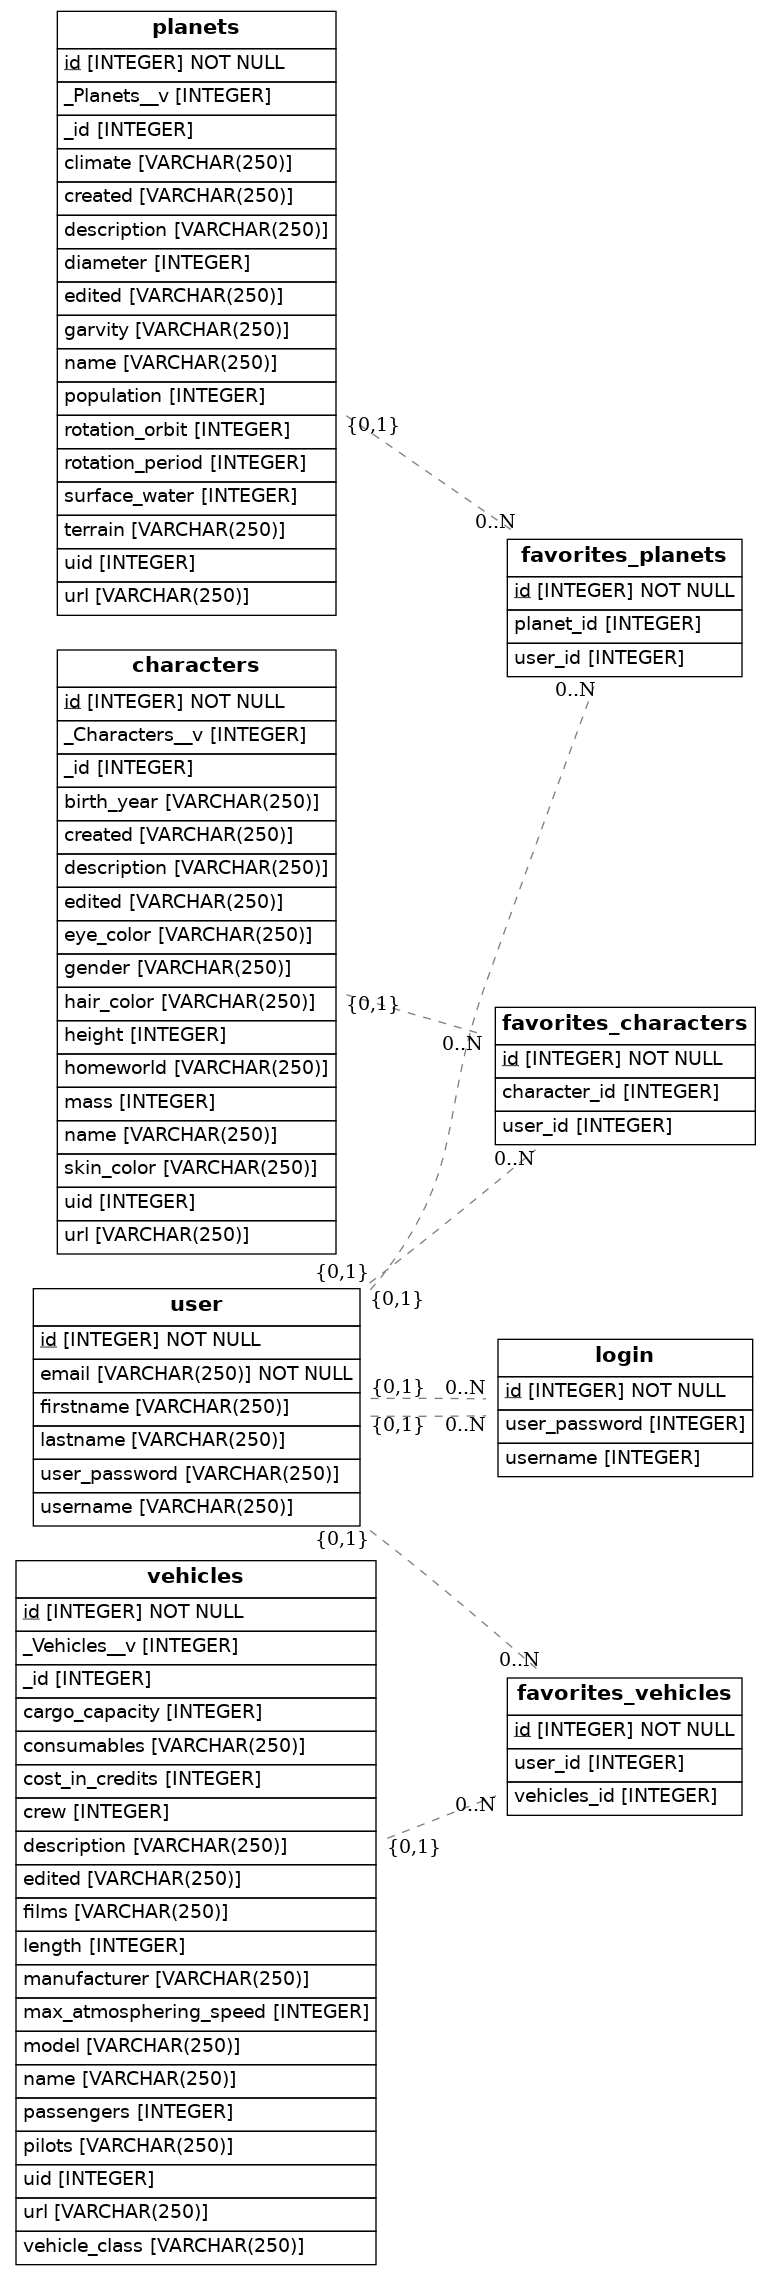 planets
id [INTEGER] NOT NULL
_Planets__v [INTEGER]
_id [INTEGER]
climate [VARCHAR(250)]
created [VARCHAR(250)]
description [VARCHAR(250)]
diameter [INTEGER]
edited [VARCHAR(250)]
garvity [VARCHAR(250)]
name [VARCHAR(250)]
population [INTEGER]
rotation_orbit [INTEGER]
rotation_period [INTEGER]
surface_water [INTEGER]
terrain [VARCHAR(250)]
uid [INTEGER]
url [VARCHAR(250)]
{0,1}
0..N
favorites_planets
id [INTEGER] NOT NULL
planet_id [INTEGER]
user_id [INTEGER]
0..N
characters
id [INTEGER] NOT NULL
_Characters__v [INTEGER]
_id [INTEGER]
birth_year [VARCHAR(250)]
created [VARCHAR(250)]
description [VARCHAR(250)]
edited [VARCHAR(250)]
eye_color [VARCHAR(250)]
gender [VARCHAR(250)]
hair_color [VARCHAR(250)]
height [INTEGER]
homeworld [VARCHAR(250)]
mass [INTEGER]
name [VARCHAR(250)]
skin_color [VARCHAR(250)]
uid [INTEGER]
url [VARCHAR(250)]
{0,1}
0..N
favorites_characters
id [INTEGER] NOT NULL
character_id [INTEGER]
user_id [INTEGER]
0..N
{0,1}
{0,1}
user
id [INTEGER] NOT NULL
email [VARCHAR(250)] NOT NULL
firstname [VARCHAR(250)]
lastname [VARCHAR(250)]
user_password [VARCHAR(250)]
username [VARCHAR(250)]
{0,1}
0..N
{0,1}
0..N
login
id [INTEGER] NOT NULL
user_password [INTEGER]
username [INTEGER]
{0,1}
0..N
vehicles
id [INTEGER] NOT NULL
_Vehicles__v [INTEGER]
_id [INTEGER]
cargo_capacity [INTEGER]
consumables [VARCHAR(250)]
cost_in_credits [INTEGER]
crew [INTEGER]
description [VARCHAR(250)]
edited [VARCHAR(250)]
films [VARCHAR(250)]
length [INTEGER]
manufacturer [VARCHAR(250)]
max_atmosphering_speed [INTEGER]
model [VARCHAR(250)]
name [VARCHAR(250)]
passengers [INTEGER]
pilots [VARCHAR(250)]
uid [INTEGER]
url [VARCHAR(250)]
vehicle_class [VARCHAR(250)]
favorites_vehicles
id [INTEGER] NOT NULL
user_id [INTEGER]
vehicles_id [INTEGER]
0..N
{0,1}